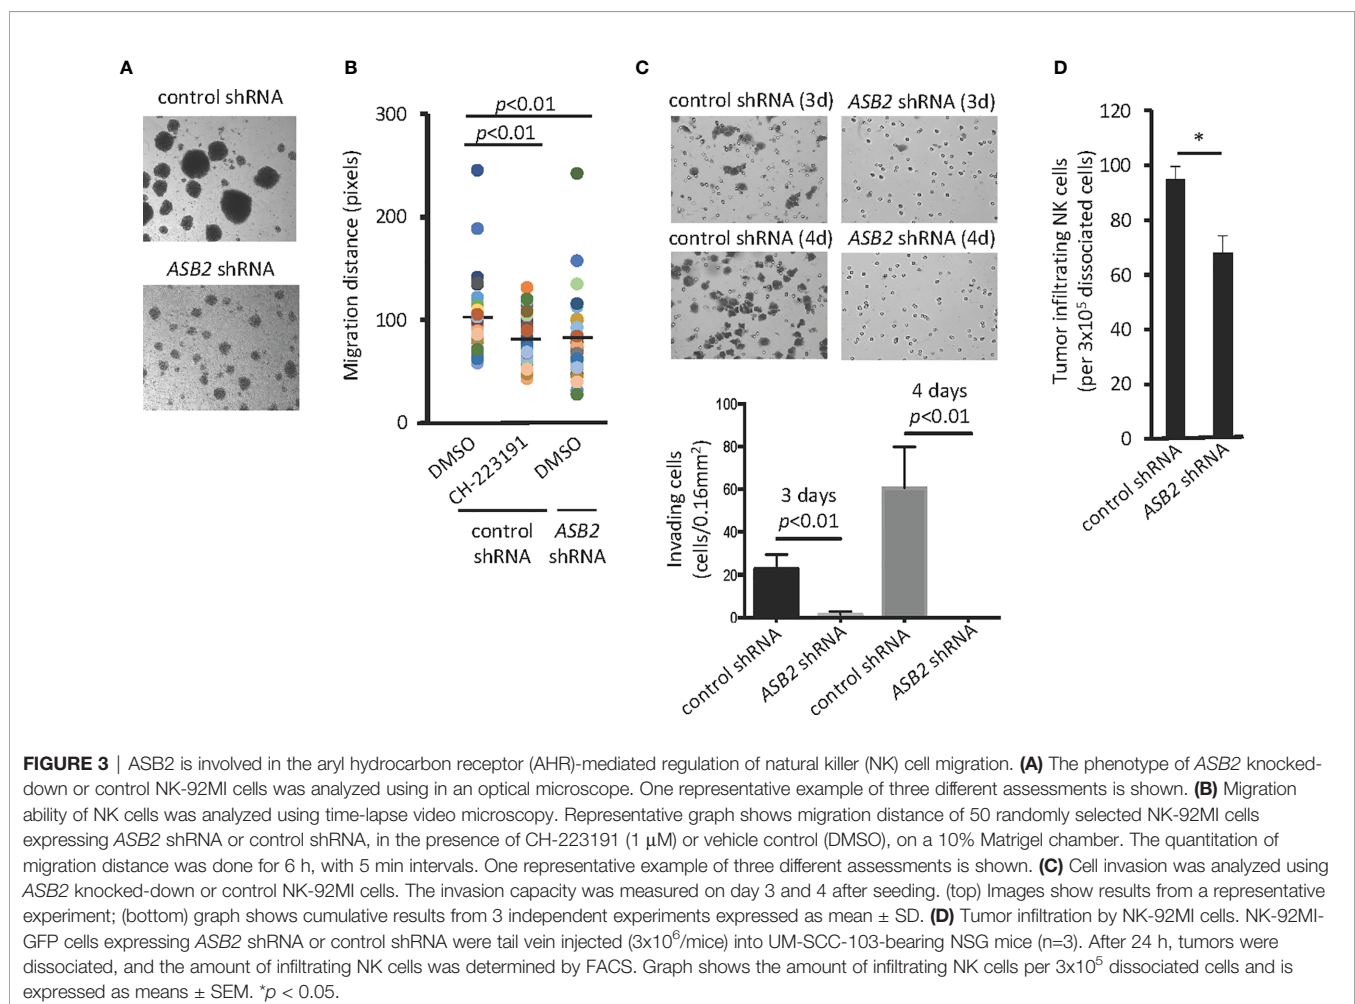 A
control shRNA
ASB2 shRNA
B
p<0.01
p<0.01
300
200
100
0
Migration distance (pixels)
DMSO
CH-223191
DMSO
control
shRNA
ASB2
shRNA
C
control shRNA (3d)
ASB2 shRNA (3d)
control shRNA (4d)
ASB2 shRNA (4d)
4 days
p<0.01
3 days
p<0.01
100
80
60
40
20
0
Invading cells
(cells/0.16mm²)
control shRNA
ASB2 shRNA
control shRNA
ASB2 shRNA
D
*
120
100
80
60
40
20
0
Tumor infiltrating NK cells
(per 3x10⁵ dissociated cells)
control shRNA
ASB2 shRNA
FIGURE 3 | ASB2 is involved in the aryl hydrocarbon receptor (AHR)-mediated regulation of natural killer (NK) cell migration. (A) The phenotype of ASB2 knocked-
down or control NK-92MI cells was analyzed using in an optical microscope. One representative example of three different assessments is shown. (B) Migration
ability of NK cells was analyzed using time-lapse video microscopy. Representative graph shows migration distance of 50 randomly selected NK-92MI cells
expressing ASB2 shRNA or control shRNA, in the presence of CH-223191 (1 μM) or vehicle control (DMSO), on a 10% Matrigel chamber. The quantitation of
migration distance was done for 6 h, with 5 min intervals. One representative example of three different assessments is shown. (C) Cell invasion was analyzed using
ASB2 knocked-down or control NK-92MI cells. The invasion capacity was measured on day 3 and 4 after seeding. (top) Images show results from a representative
experiment; (bottom) graph shows cumulative results from 3 independent experiments expressed as mean ± SD. (D) Tumor infiltration by NK-92MI cells. NK-92MI-
GFP cells expressing ASB2 shRNA or control shRNA were tail vein injected (3x10⁶/mice) into UM-SCC-103-bearing NSG mice (n=3). After 24 h, tumors were
dissociated, and the amount of infiltrating NK cells was determined by FACS. Graph shows the amount of infiltrating NK cells per 3x10⁵ dissociated cells and is
expressed as means ± SEM. *p < 0.05.